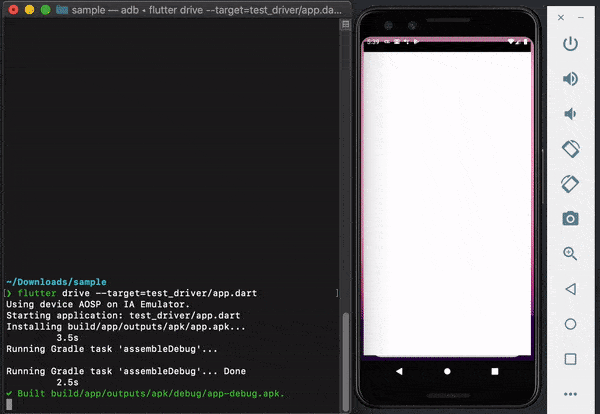 sample — adb • flutter drive --target=test_driver/app.da...
5:39
~/Downloads/sample
❯ flutter drive --target=test_driver/app.dart
Using device AOSP on IA Emulator.
Starting application: test_driver/app.dart
Installing build/app/outputs/apk/app.apk...
3.5s
Running Gradle task 'assembleDebug'...
Running Gradle task 'assembleDebug'... Done
2.5s
✔ Built build/app/outputs/apk/debug/app-debug.apk.